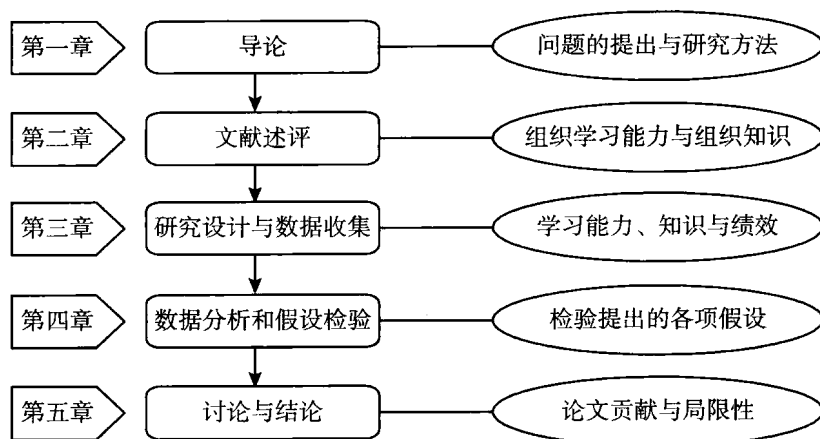 第一章 导论 问题的提出与研究方法
第二章 文献述评 组织学习能力与组织知识
第三章 研究设计与数据收集 学习能力、知识与绩效
第四章 数据分析和假设检验 检验提出的各项假设
第五章 讨论与结论 论文贡献与局限性